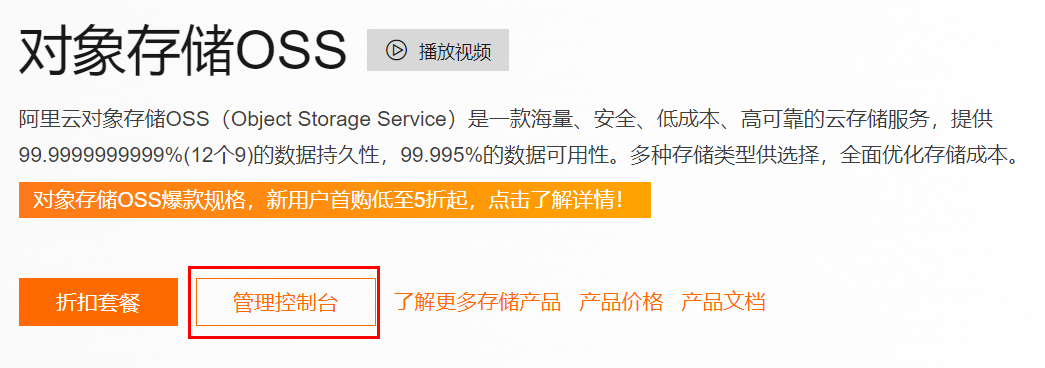 对象存储OSS 播放视频
阿里云对象存储OSS（Object Storage Service）是一款海量、安全、低成本、高可靠的云存储服务，提供
99.9999999999%(12个9)的数据持久性，99.995%的数据可用性。多种存储类型供选择，全面优化存储成本。
对象存储OSS爆款规格，新用户首购低至5折起，点击了解详情！
折扣套餐 管理控制台 了解更多存储产品 产品价格 产品文档